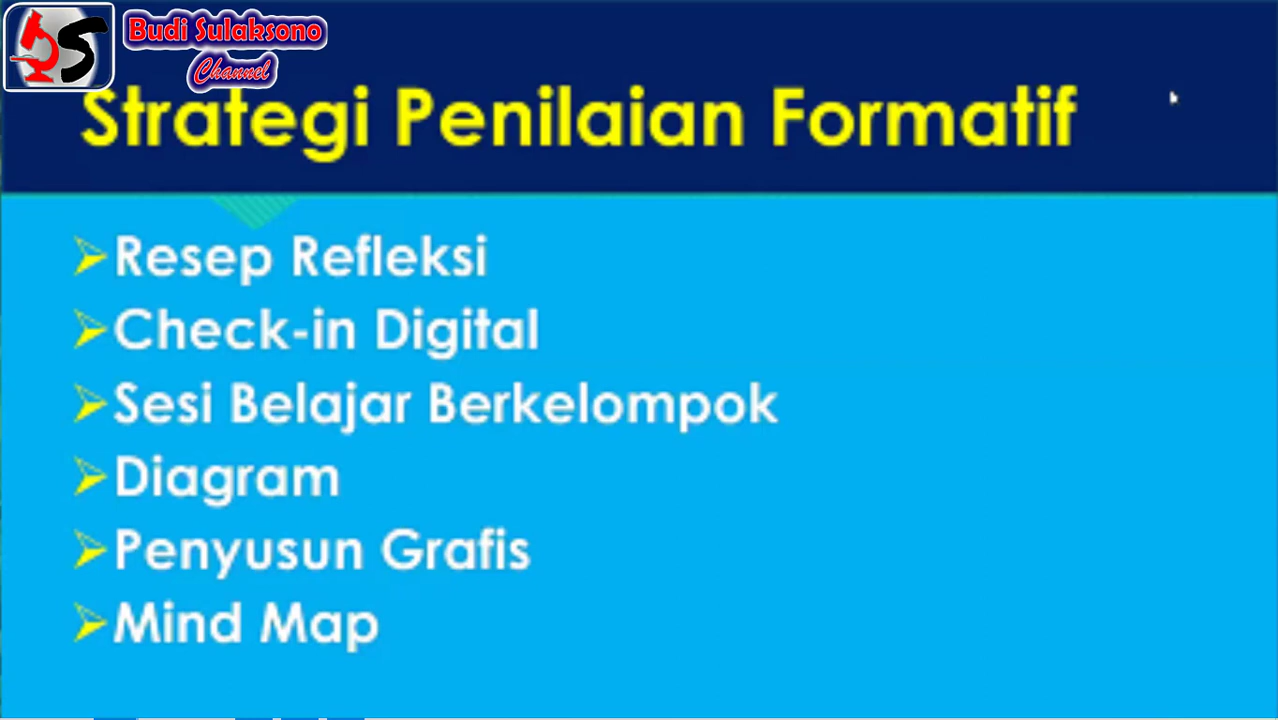 Budi Sulaksono
Channel
Strategi Penilaian Formatif
Resep Refleksi
Check-in Digital
Sesi Belajar Berkelompok
Diagram
Penyusun Grafis
Mind Map